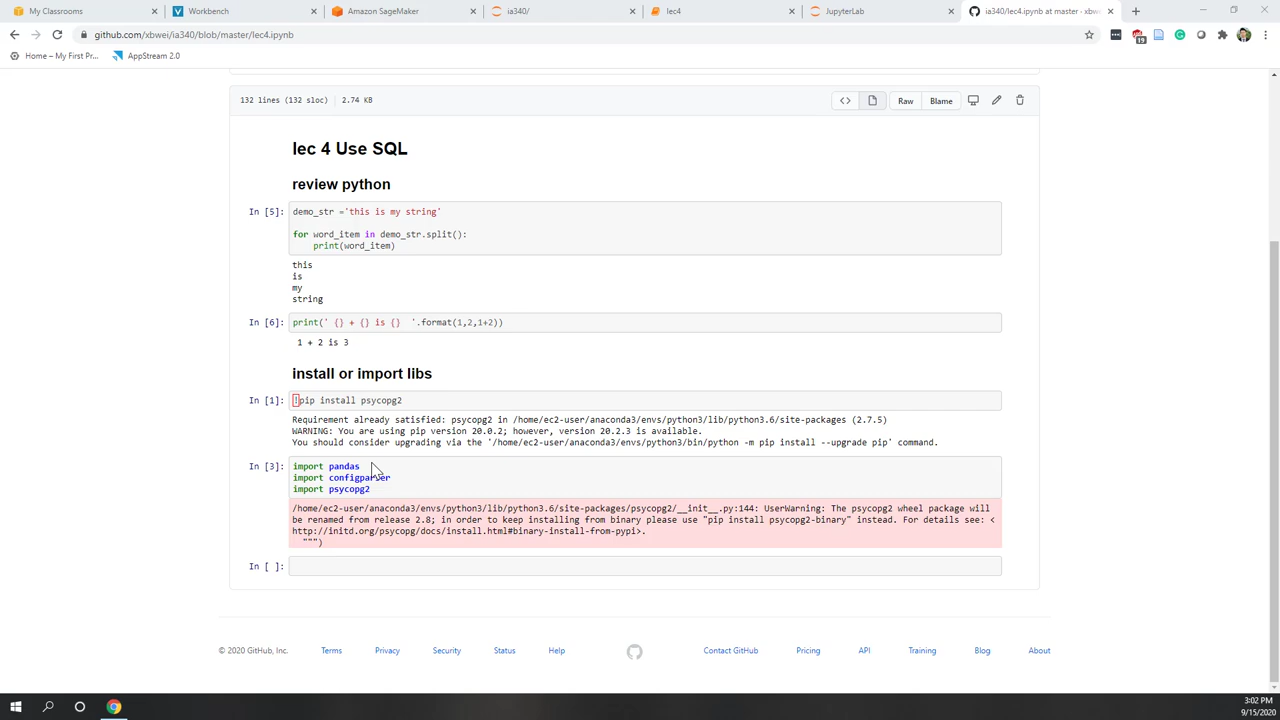 My Classrooms
Workbench
Amazon SageMaker
ia340/
lec4
JupyterLab
ia340/lec4.ipynb at master · xbwei
github.com/xbwei/ia340/blob/master/lec4.ipynb
19
Home – My First Pr...
AppStream 2.0
132 lines (132 sloc) 2.74 KB
Raw
Blame
lec 4 Use SQL
review python
In [5]: demo_str ='this is my string'
for word_item in demo_str.split():
print(word_item)
this
is
my
string
In [6]: print(' {} + {} is {}  '.format(1,2,1+2))
1 + 2 is 3
install or import libs
In [1]: !pip install psycopg2
Requirement already satisfied: psycopg2 in /home/ec2-user/anaconda3/envs/python3/lib/python3.6/site-packages (2.7.5)
WARNING: You are using pip version 20.0.2; however, version 20.2.3 is available.
You should consider upgrading via the '/home/ec2-user/anaconda3/envs/python3/bin/python -m pip install --upgrade pip' command.
In [3]: import pandas
import configparser
import psycopg2
/home/ec2-user/anaconda3/envs/python3/lib/python3.6/site-packages/psycopg2/__init__.py:144: UserWarning: The psycopg2 wheel package will
be renamed from release 2.8; in order to keep installing from binary please use "pip install psycopg2-binary" instead. For details see: <
http://initd.org/psycopg/docs/install.html#binary-install-from-pypi>.
""")
In [ ]:
© 2020 GitHub, Inc.
Terms
Privacy
Security
Status
Help
Contact GitHub
Pricing
API
Training
Blog
About
3:02 PM
9/15/2020